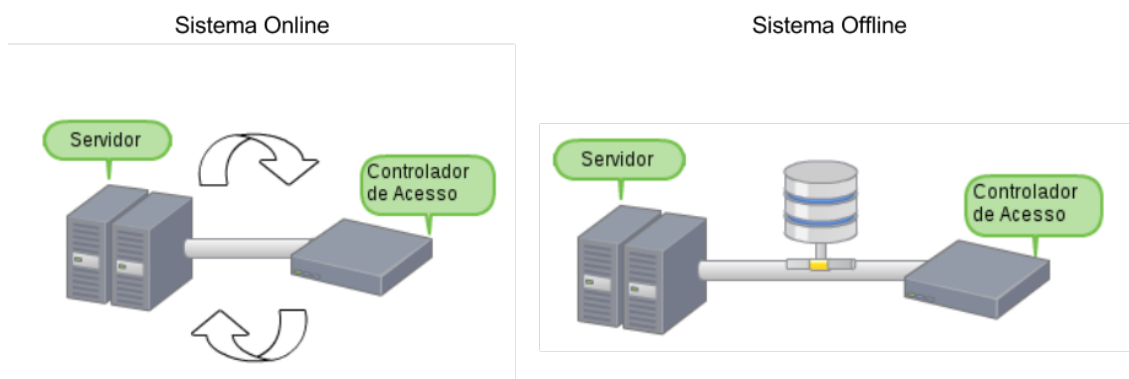 Sistema Online
Sistema Offline
Servidor
Controlador
de Acesso
Servidor
Controlador
de Acesso